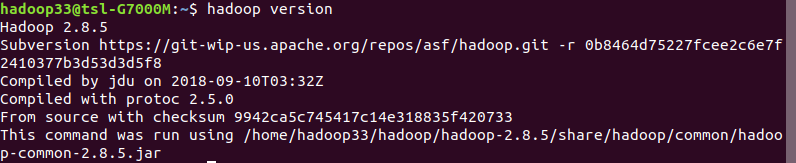 hadoop33@tsl-G7000M:~$ hadoop version
Hadoop 2.8.5
Subversion https://git-wip-us.apache.org/repos/asf/hadoop.git -r 0b8464d75227fcee2c6e7f
2410377b3d53d3d5f8
Compiled by jdu on 2018-09-10T03:32Z
Compiled with protoc 2.5.0
From source with checksum 9942ca5c745417c14e318835f420733
This command was run using /home/hadoop33/hadoop/hadoop-2.8.5/share/hadoop/common/hadoo
p-common-2.8.5.jar